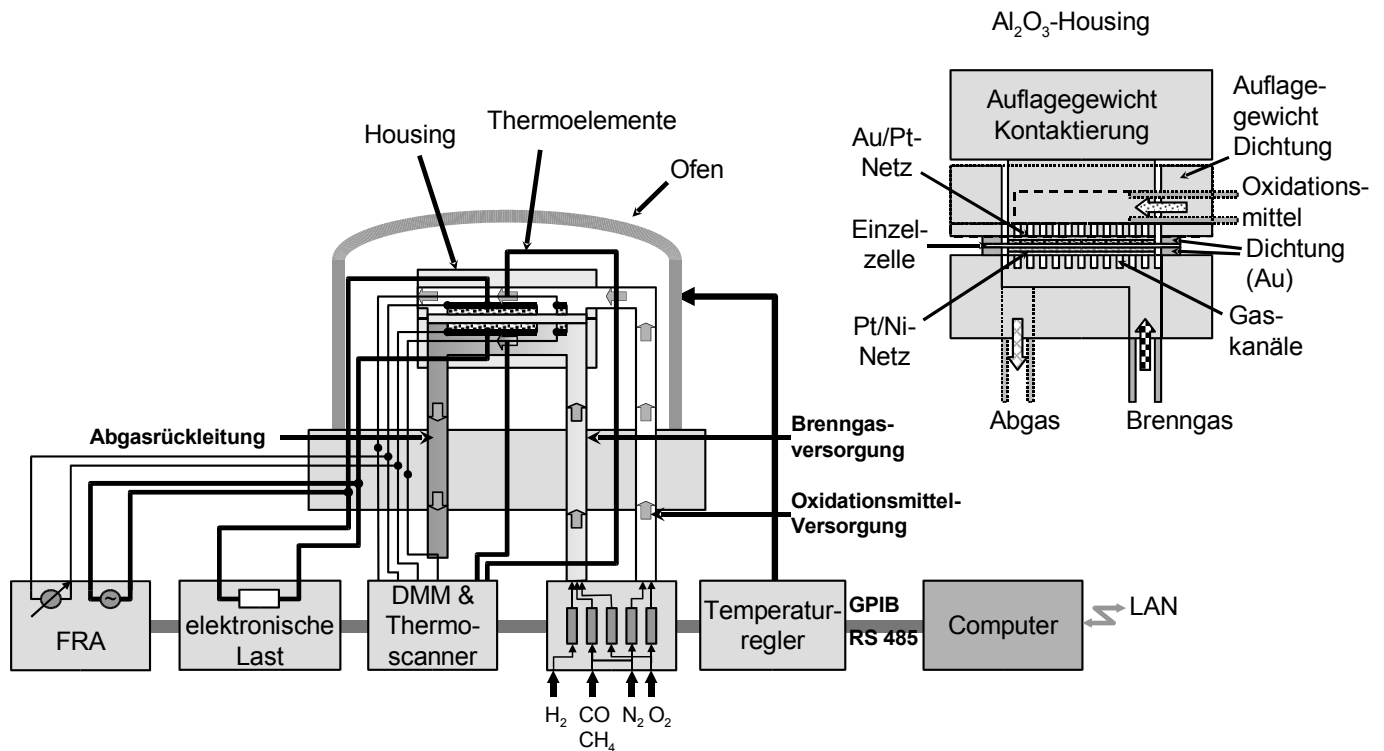 Al2O3-Housing
Auflagegewicht
Kontaktierung
Auflage-
gewicht
Dichtung
Au/Pt-
Netz
Oxidations-
mittel
Einzel-
zelle
Dichtung
(Au)
Pt/Ni-
Netz
Gas-
kanäle
Abgas
Brenngas
Housing
Thermoelemente
Ofen
Abgasrückleitung
Brenngas-
versorgung
Oxidationsmittel-
Versorgung
FRA
elektronische
Last
DMM &
Thermo-
scanner
Temperatur-
regler
GPIB
RS 485
Computer
LAN
H2
CO
CH4
N2
O2